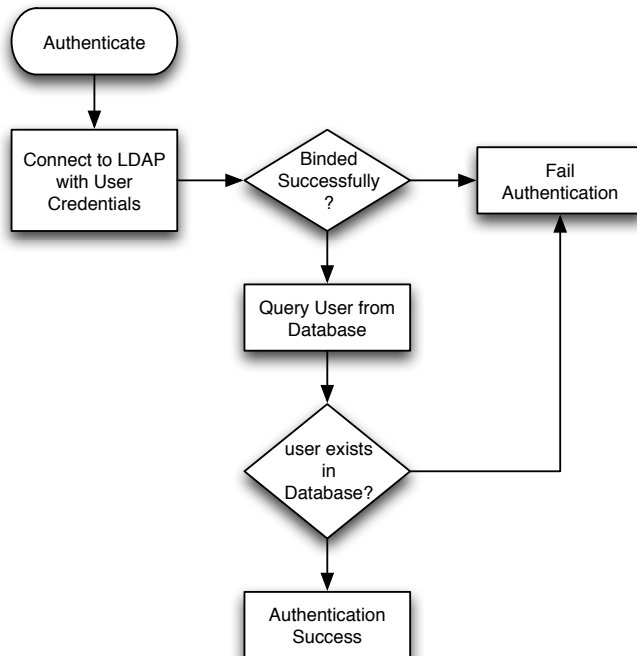 Authenticate
Connect to LDAP
with User
Credentials
Binded
Successfully
?
Fail
Authentication
Query User from
Database
user exists
in
Database?
Authentication
Success